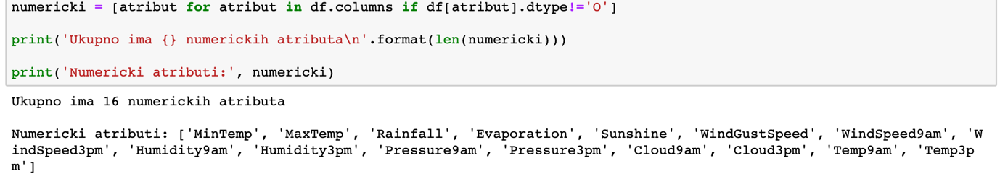 numericki = [atribut for atribut in df.columns if df[atribut].dtype!='O']
print('Ukupno ima {} numerickih atributa\n'.format(len(numericki)))
print('Numericki atributi:', numericki)
Ukupno ima 16 numerickih atributa
Numericki atributi: ['MinTemp', 'MaxTemp', 'Rainfall', 'Evaporation', 'Sunshine', 'WindGustSpeed', 'WindSpeed9am', 'W
indSpeed3pm', 'Humidity9am', 'Humidity3pm', 'Pressure9am', 'Pressure3pm', 'Cloud9am', 'Cloud3pm', 'Temp9am', 'Temp3p
m']